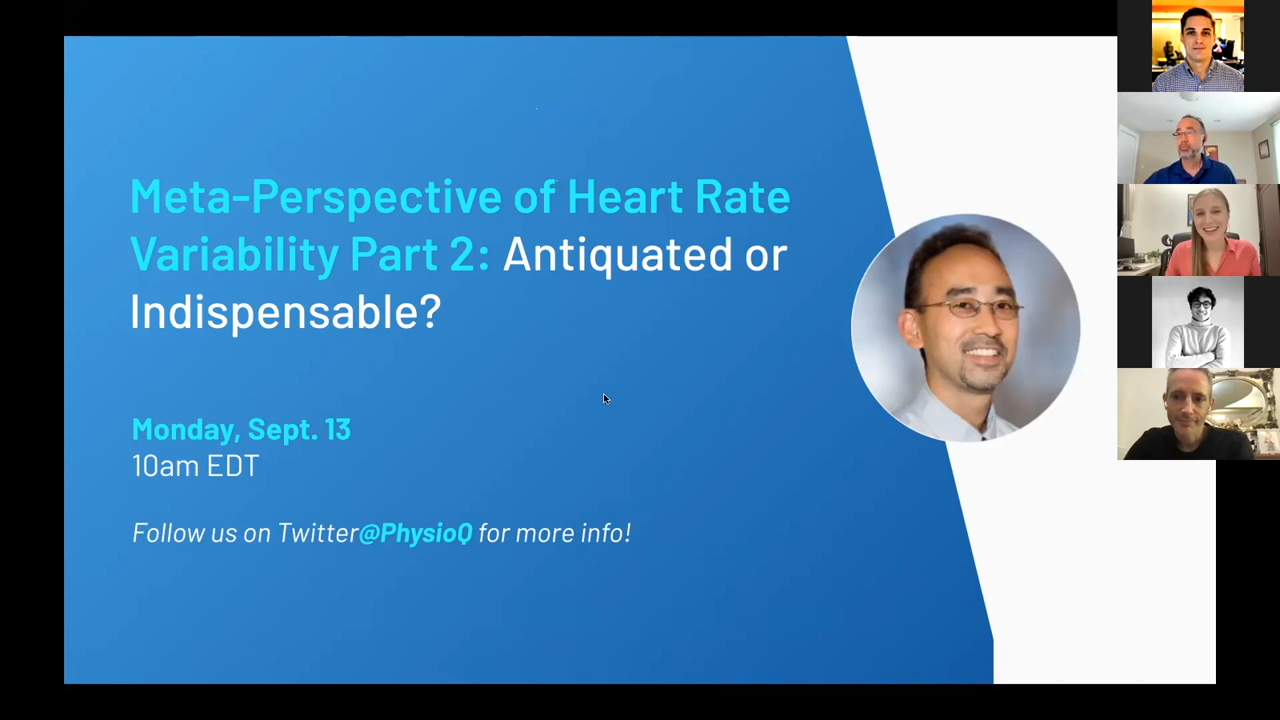 Meta-Perspective of Heart Rate
Variability Part 2: Antiquated or
Indispensable?
Monday, Sept. 13
10am EDT
Follow us on Twitter@PhysioQ for more info!